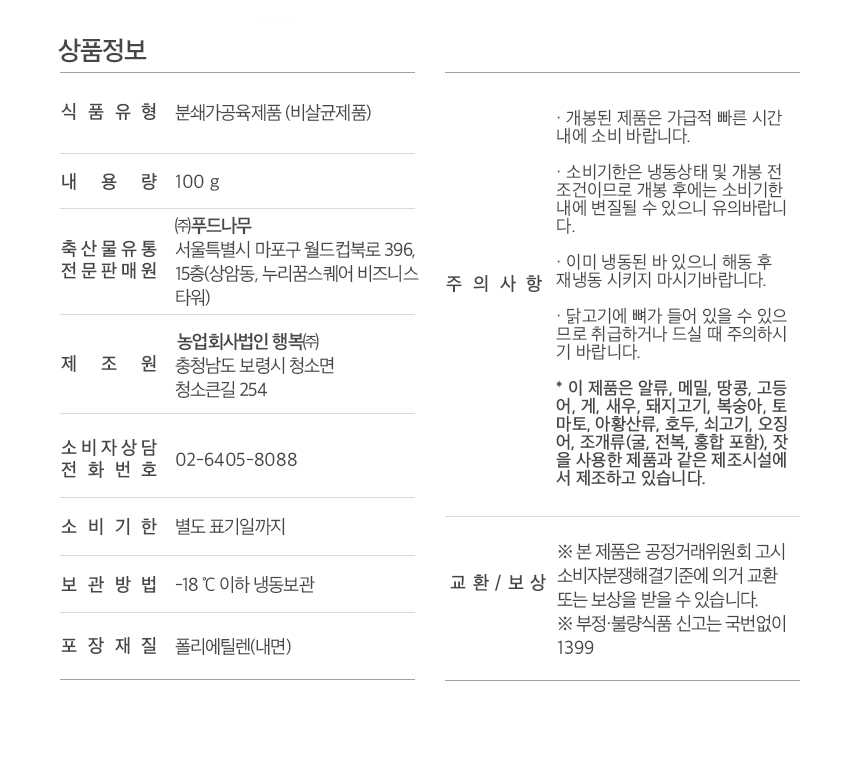 상품정보
식 품 유 형 분쇄가공육제품 (비살균제품)
내 용 량 100 g
축산물유통
전문판매원
㈜푸드나무
서울특별시 마포구 월드컵북로 396,
15층(상암동, 누리꿈스퀘어 비즈니스
타워)
제 조 원
농업회사법인 행복㈜
충청남도 보령시 청소면
청소큰길 254
소비자상담
전 화 번 호
02-6405-8088
소 비 기 한 별도 표기일까지
보 관 방 법 -18 ℃ 이하 냉동보관
포 장 재 질 폴리에틸렌(내면)
주 의 사 항
· 개봉된 제품은 가급적 빠른 시간
내에 소비 바랍니다.
· 소비기한은 냉동상태 및 개봉 전
조건이므로 개봉 후에는 소비기한
내에 변질될 수 있으니 유의바랍니
다.
· 이미 냉동된 바 있으니 해동 후
재냉동 시키지 마시기바랍니다.
· 닭고기에 뼈가 들어 있을 수 있으
므로 취급하거나 드실 때 주의하시
기 바랍니다.
* 이 제품은 알류, 메밀, 땅콩, 고등
어, 게, 새우, 돼지고기, 복숭아, 토
마토, 아황산류, 호두, 쇠고기, 오징
어, 조개류(굴, 전복, 홍합 포함), 잣
을 사용한 제품과 같은 제조시설에
서 제조하고 있습니다.
교 환 / 보 상
※ 본 제품은 공정거래위원회 고시
소비자분쟁해결기준에 의거 교환
또는 보상을 받을 수 있습니다.
※ 부정·불량식품 신고는 국번없이
1399